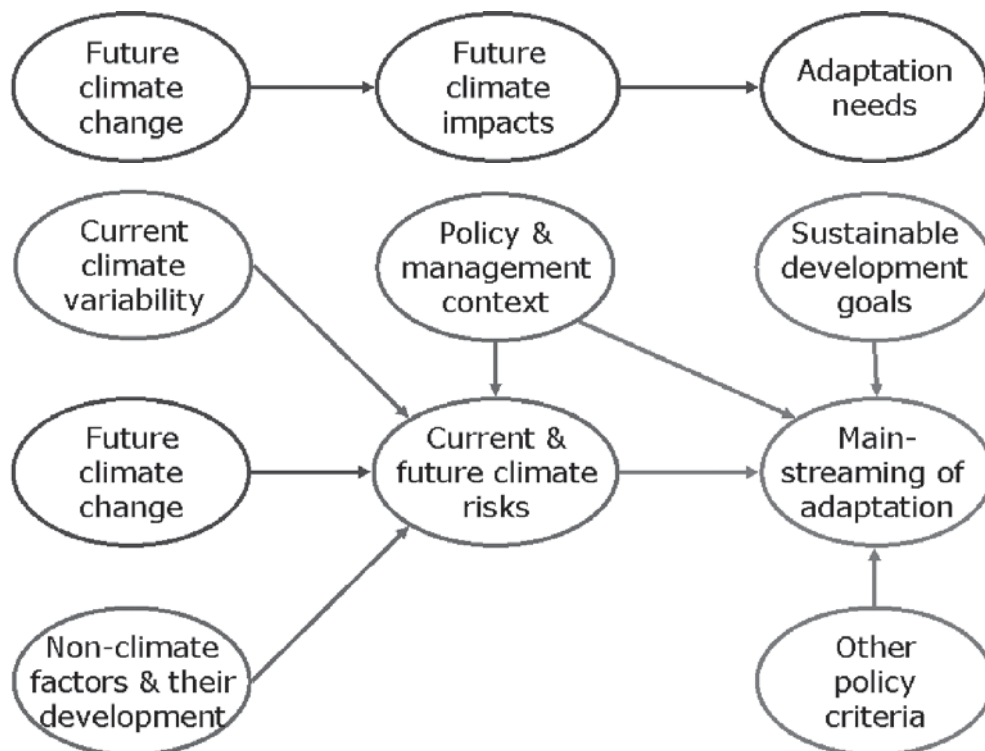 Future
climate
change
Future
climate
impacts
Adaptation
needs
Current
climate
variability
Policy &
management
context
Sustainable
development
goals
Future
climate
change
Current &
future climate
risks
Main-
streaming of
adaptation
Non-climate
factors & their
development
Other
policy
criteria